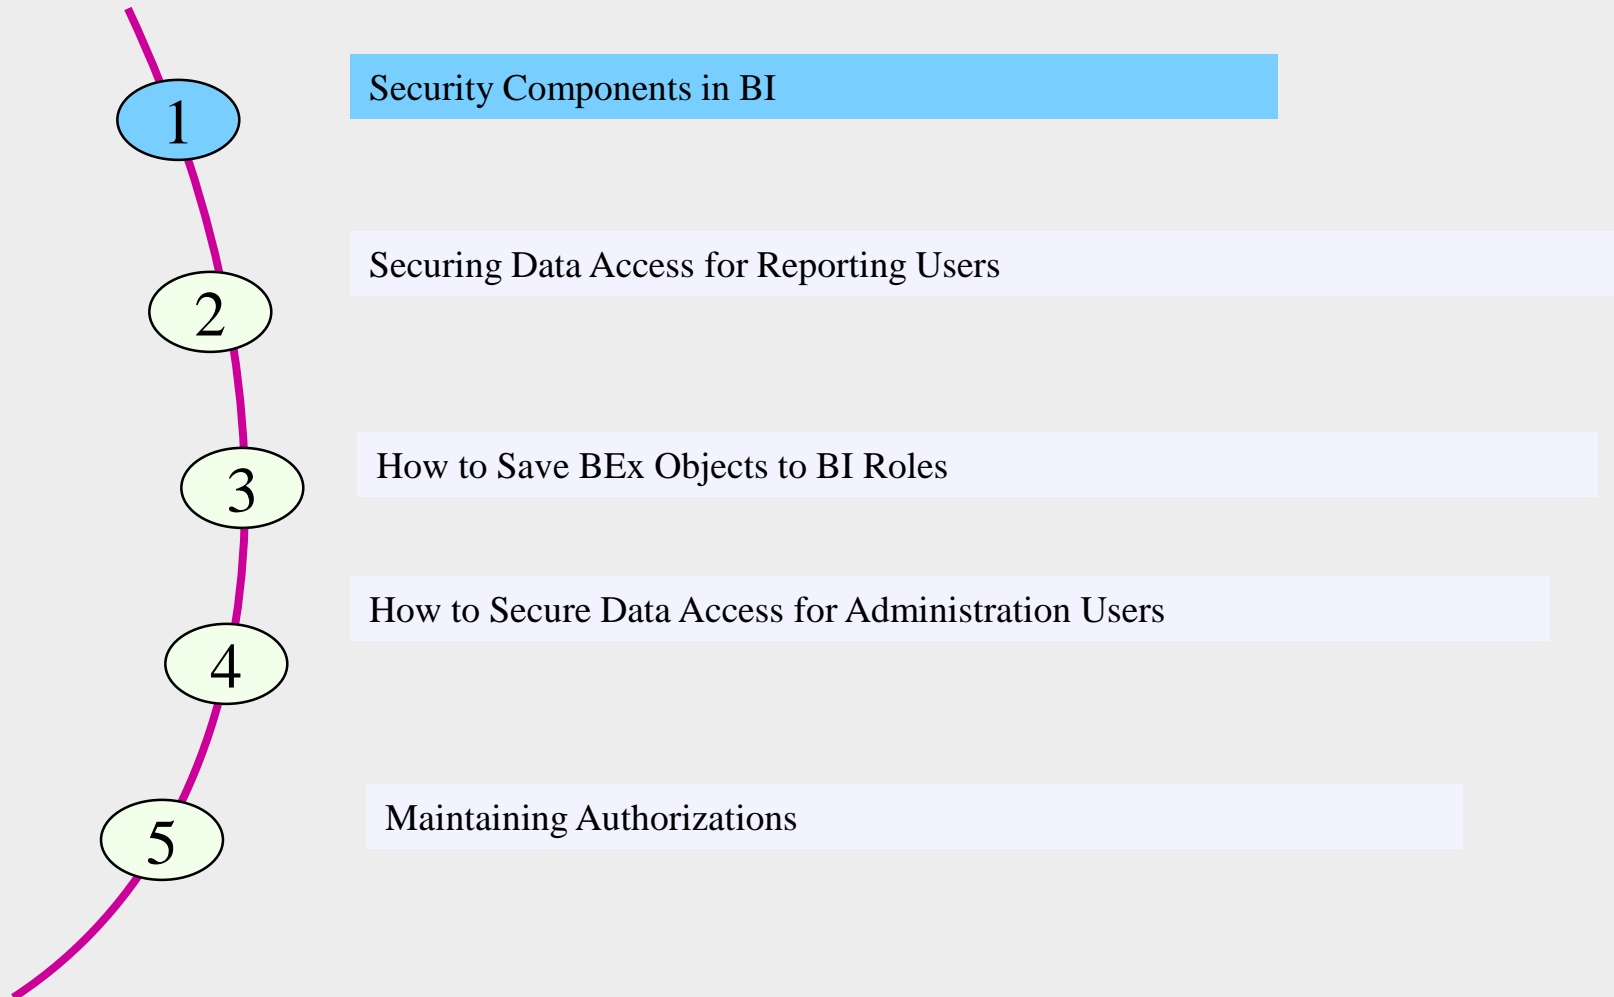 1
Security Components in BI
2
Securing Data Access for Reporting Users
3
How to Save BEx Objects to BI Roles
4
How to Secure Data Access for Administration Users
5
Maintaining Authorizations